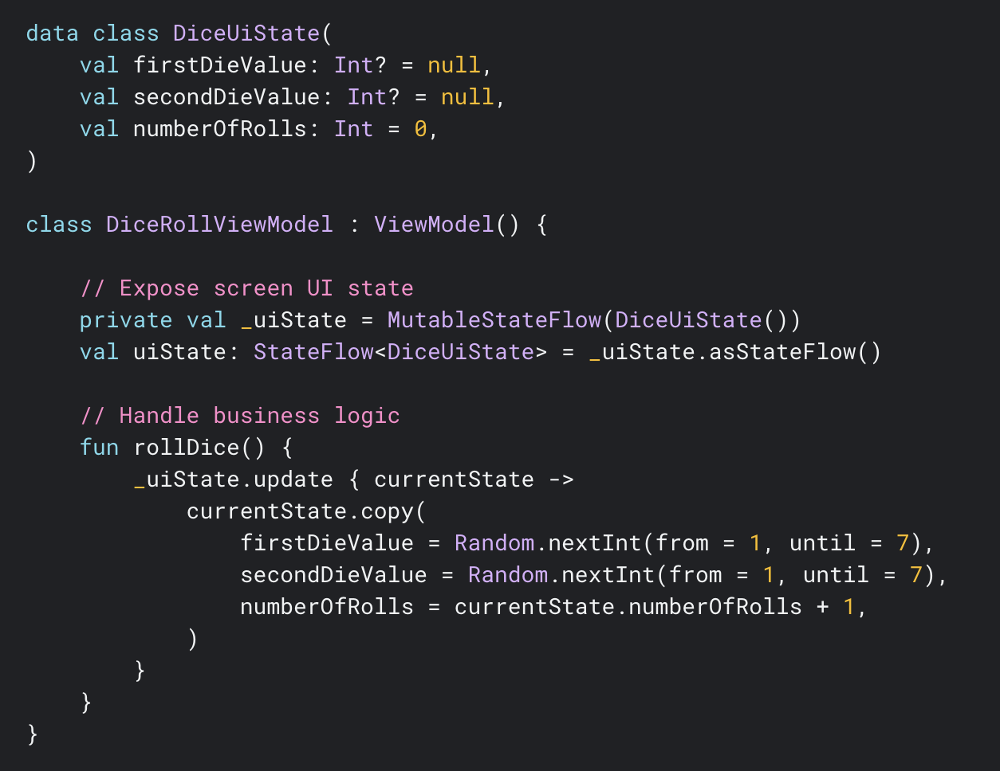 data class DiceUiState(
    val firstDieValue: Int? = null,
    val secondDieValue: Int? = null,
    val numberOfRolls: Int = 0,
)

class DiceRollViewModel : ViewModel() {

    // Expose screen UI state
    private val _uiState = MutableStateFlow(DiceUiState())
    val uiState: StateFlow<DiceUiState> = _uiState.asStateFlow()

    // Handle business logic
    fun rollDice() {
        _uiState.update { currentState ->
            currentState.copy(
                firstDieValue = Random.nextInt(from = 1, until = 7),
                secondDieValue = Random.nextInt(from = 1, until = 7),
                numberOfRolls = currentState.numberOfRolls + 1,
            )
        }
    }
}